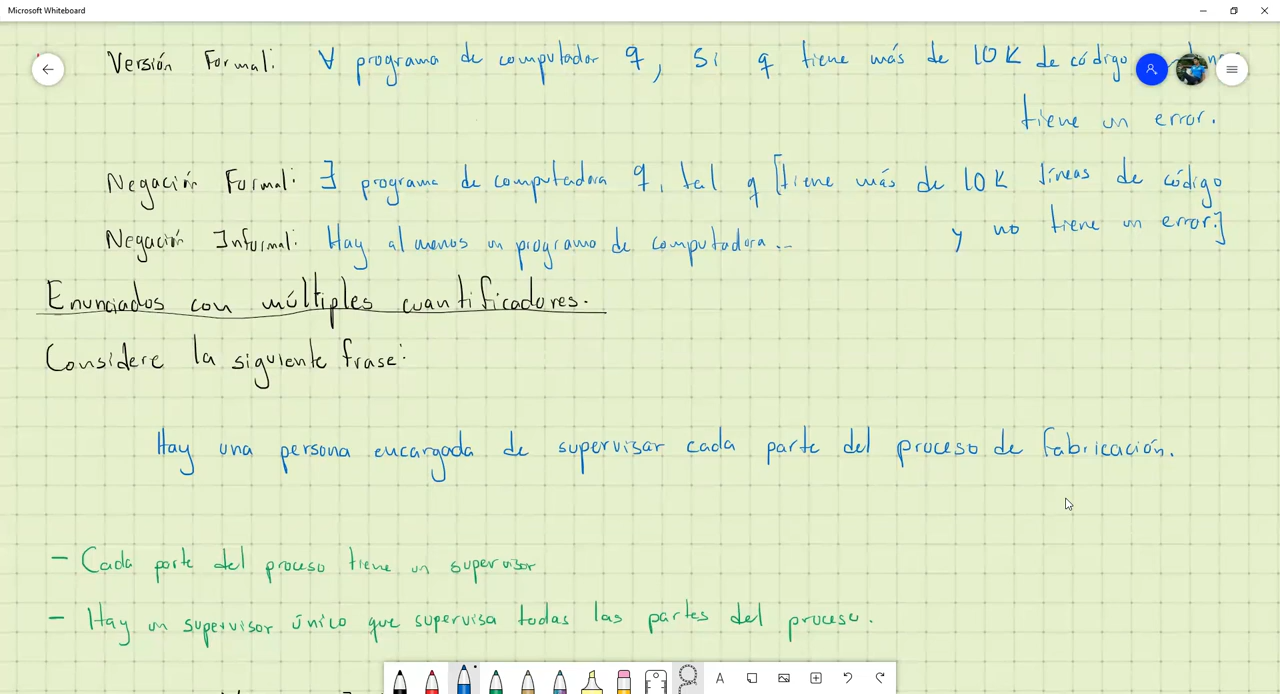 Microsoft Whiteboard
Versión Formal: ∀ programa de computador q, Si q tiene más de 10K de código
tiene un error.
Negación Formal: ∃ programa de computadora q, tal q [tiene más de 10K líneas de código
y no tiene un error.]
Negación Informal: Hay al menos un programa de computadora...
Enunciados con múltiples cuantificadores.
Considere la siguiente frase:
Hay una persona encargada de supervisar cada parte del proceso de fabricación.
- Cada parte del proceso tiene un supervisor
- Hay un supervisor único que supervisa todas las partes del proceso.